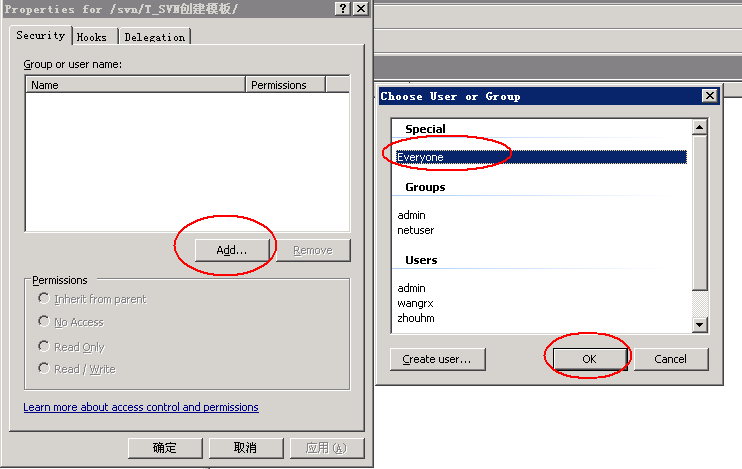 Properties for /svn/T_SVN创建模板/
Security Hooks Delegation
Group or user name:
Name Permissions
Add... Remove
Permissions
Inherit from parent
No Access
Read Only
Read / Write
Learn more about access control and permissions
确定 取消 应用(A)
Choose User or Group
Special
Everyone
Groups
admin
netuser
Users
admin
wangrx
zhouhm
Create user... OK Cancel